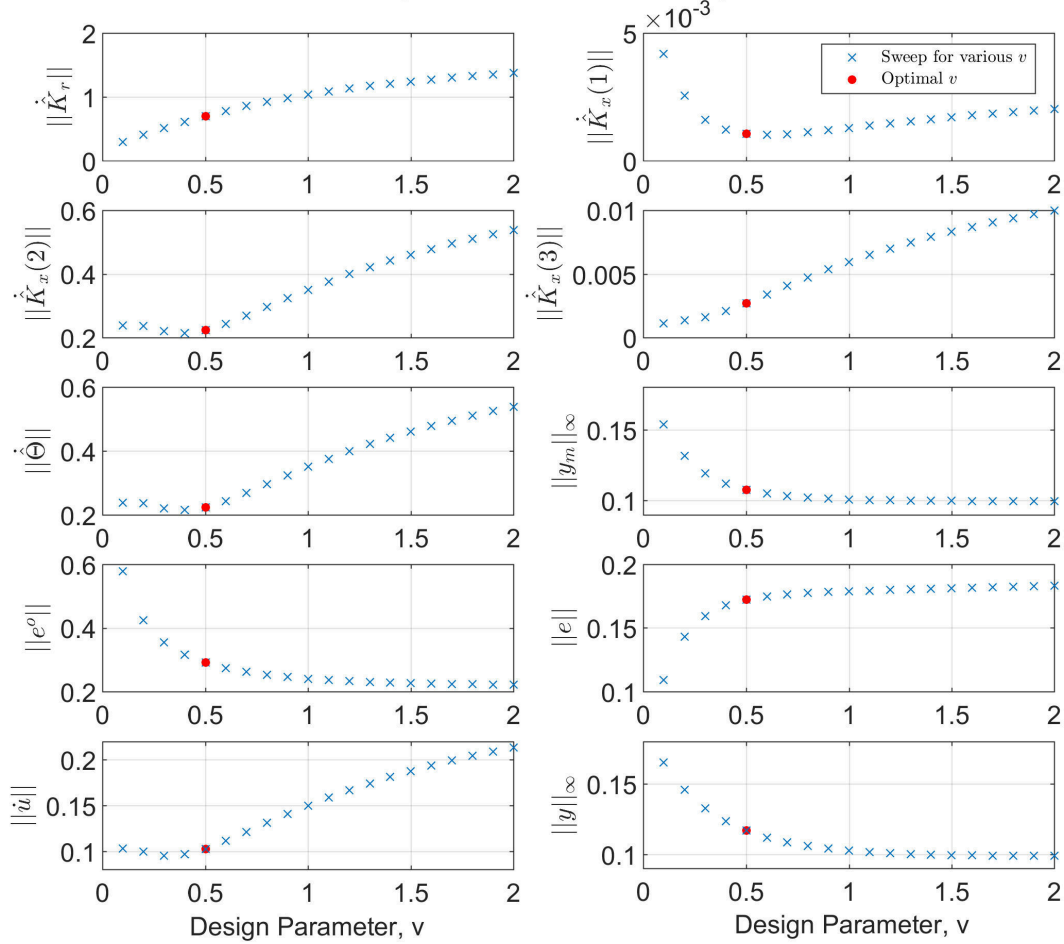 2
1
0
||K̂̇_r||
0 0.5 1 1.5 2
5 ×10^-3
0
||K̂̇_x(1)||
Sweep for various v
Optimal v
0 0.5 1 1.5 2
0.6
0.4
0.2
||K̂̇_x(2)||
0 0.5 1 1.5 2
0.01
0.005
0
||K̂̇_x(3)||
0 0.5 1 1.5 2
0.6
0.4
0.2
||Θ̂̇||
0 0.5 1 1.5 2
0.15
0.1
||y_m||_∞
0 0.5 1 1.5 2
0.6
0.4
0.2
||e^o||
0 0.5 1 1.5 2
0.2
0.15
0.1
||e||
0 0.5 1 1.5 2
0.2
0.15
0.1
||u̇||
0 0.5 1 1.5 2
Design Parameter, v
0.15
0.1
||y||_∞
0 0.5 1 1.5 2
Design Parameter, v